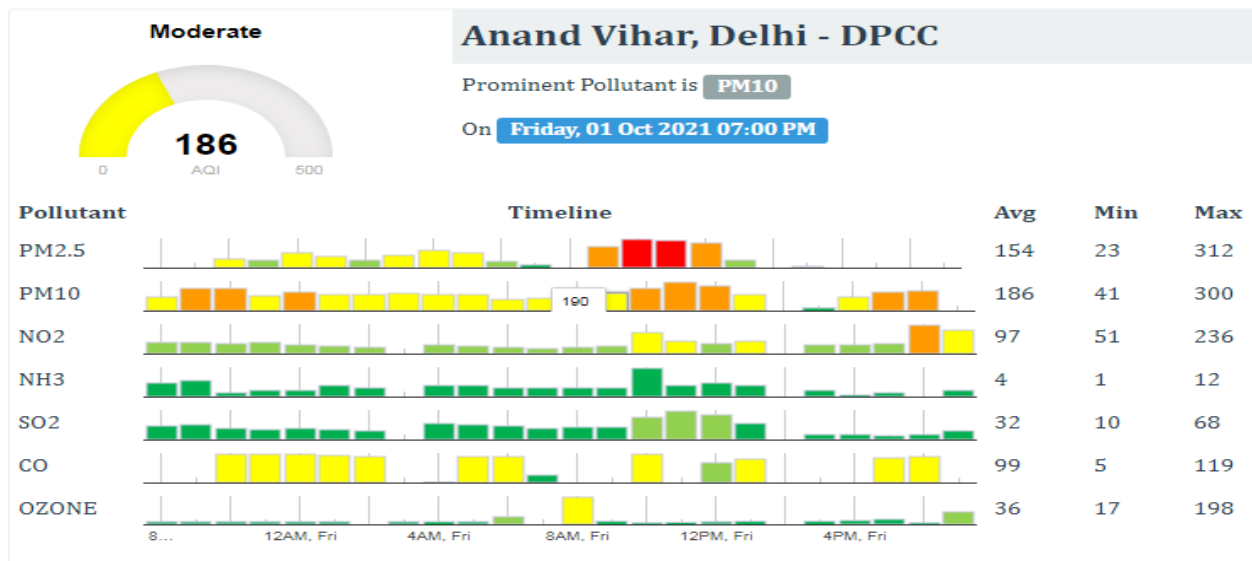 Moderate
186
0 AQI 500
Anand Vihar, Delhi - DPCC
Prominent Pollutant is PM10
On Friday, 01 Oct 2021 07:00 PM
Pollutant Timeline Avg Min Max
PM2.5 154 23 312
PM10 190 186 41 300
NO2 97 51 236
NH3 4 1 12
SO2 32 10 68
CO 99 5 119
OZONE 36 17 198
8... 12AM, Fri 4AM, Fri 8AM, Fri 12PM, Fri 4PM, Fri